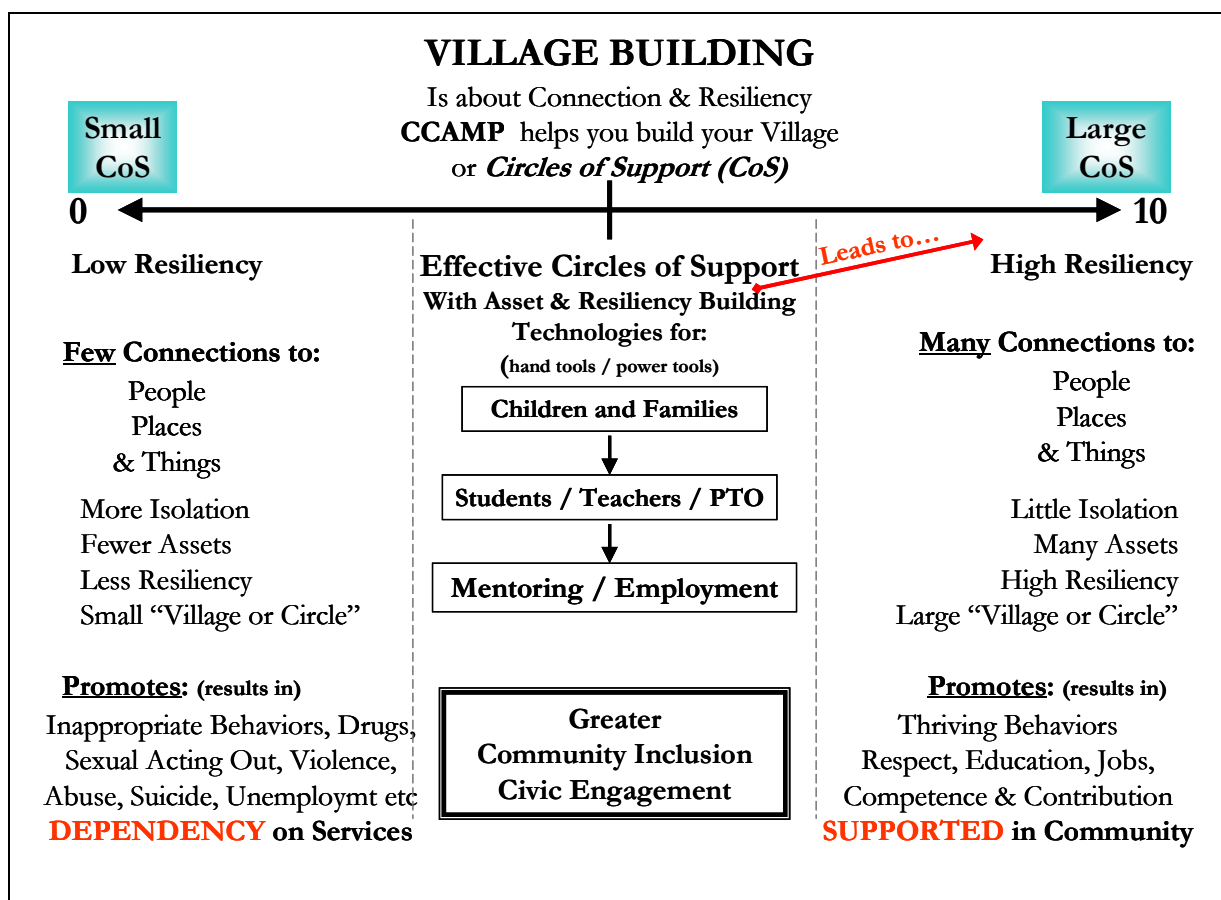 VILLAGE BUILDING
Is about Connection & Resiliency
CCAMP helps you build your Village
or Circles of Support (CoS)
Small
CoS
Large
CoS
0
10
Low Resiliency
Few Connections to:
People
Places
& Things
More Isolation
Fewer Assets
Less Resiliency
Small “Village or Circle”
Promotes: (results in)
Inappropriate Behaviors, Drugs,
Sexual Acting Out, Violence,
Abuse, Suicide, Unemploymt etc
DEPENDENCY on Services
Effective Circles of Support
With Asset & Resiliency Building
Technologies for:
(hand tools / power tools)
Children and Families
Students / Teachers / PTO
Mentoring / Employment
Greater
Community Inclusion
Civic Engagement
Leads to…
High Resiliency
Many Connections to:
People
Places
& Things
Little Isolation
Many Assets
High Resiliency
Large “Village or Circle”
Promotes: (results in)
Thriving Behaviors
Respect, Education, Jobs,
Competence & Contribution
SUPPORTED in Community